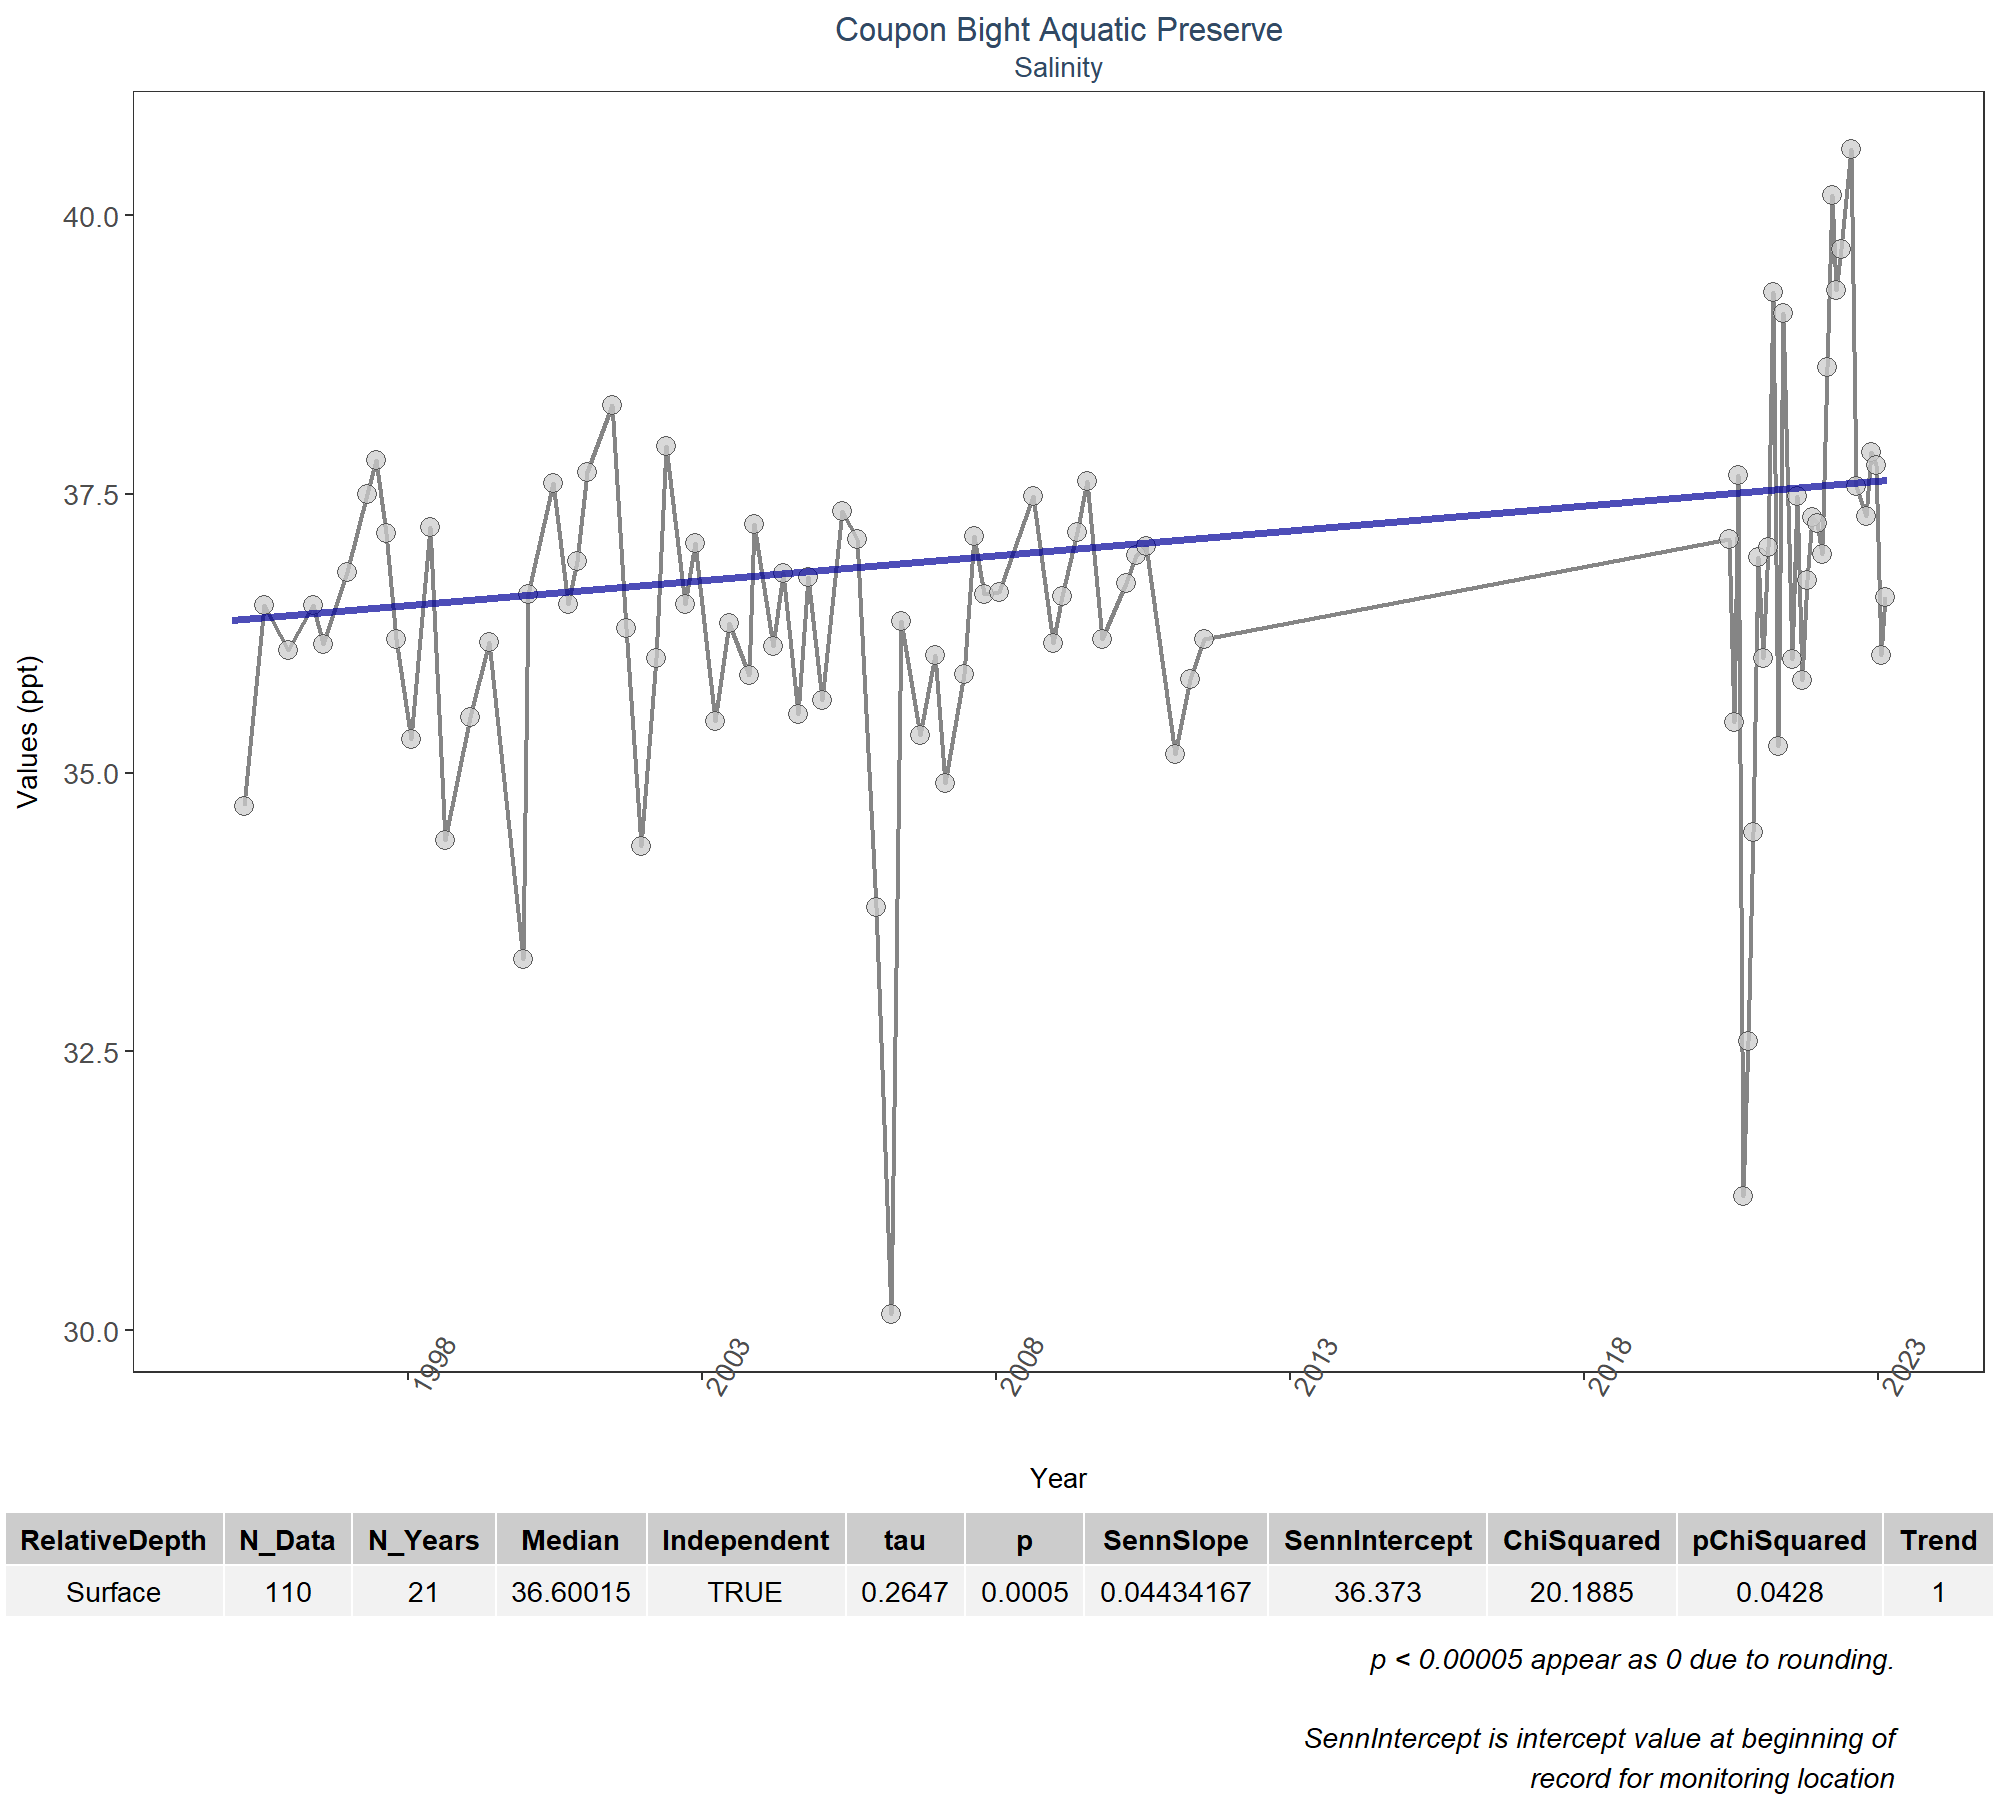 Coupon Bight Aquatic Preserve
Salinity
Values (ppt)
40.0
37.5
35.0
32.5
30.0
1998 2003 2008 2013 2018 2023
Year
RelativeDepth N_Data N_Years Median Independent tau p SennSlope SennIntercept ChiSquared pChiSquared Trend
Surface 110 21 36.60015 TRUE 0.2647 0.0005 0.04434167 36.373 20.1885 0.0428 1
p < 0.00005 appear as 0 due to rounding.
SennIntercept is intercept value at beginning of
record for monitoring location